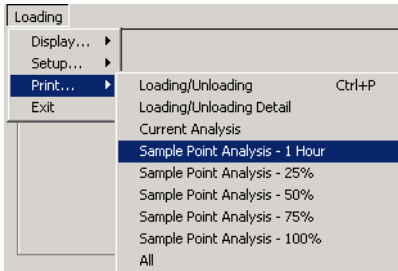 Loading
Display...
Setup...
Print...
Exit
Loading/Unloading Ctrl+P
Loading/Unloading Detail
Current Analysis
Sample Point Analysis - 1 Hour
Sample Point Analysis - 25%
Sample Point Analysis - 50%
Sample Point Analysis - 75%
Sample Point Analysis - 100%
All